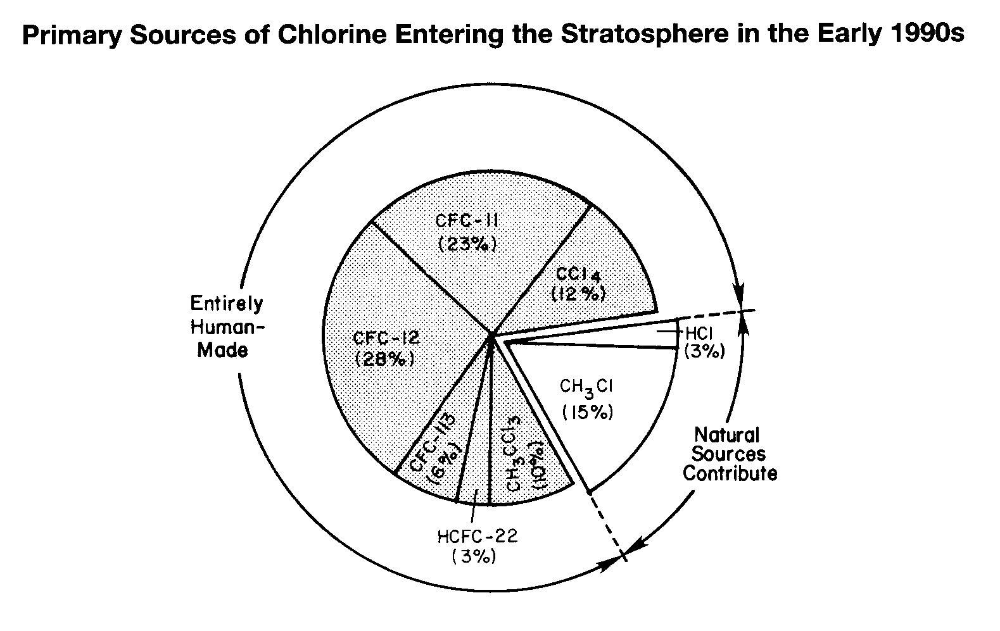 Primary Sources of Chlorine Entering the Stratosphere in the Early 1990s
CFC-11
(23%)
CCl4
(12%)
Entirely
Human-
Made
CFC-12
(28%)
HCl
(3%)
CH3Cl
(15%)
CFC-113
(6%)
CH3CCl3
(10%)
Natural
Sources
Contribute
HCFC-22
(3%)